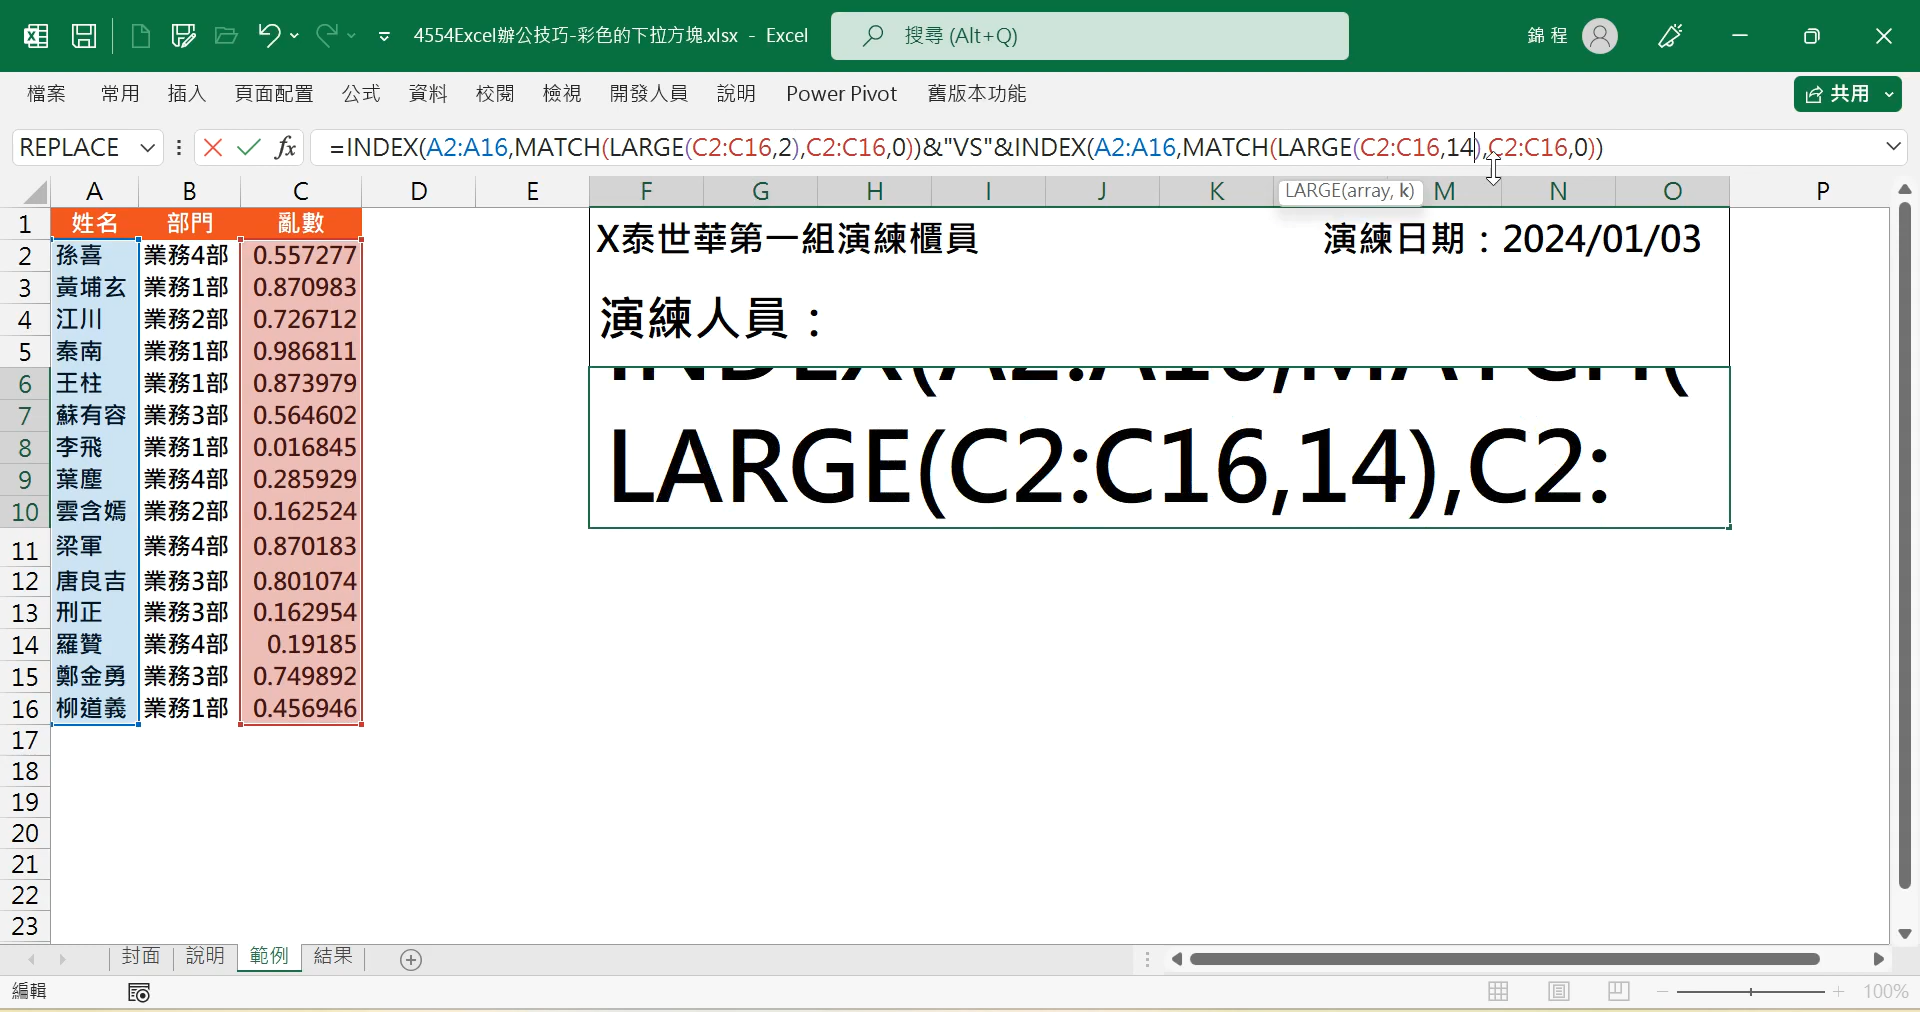 4554Excel辦公技巧-彩色的下拉方塊.xlsx - Excel
搜尋 (Alt+Q)
錦 程
檔案 常用 插入 頁面配置 公式 資料 校閱 檢視 開發人員 說明 Power Pivot 舊版本功能
共用
REPLACE fx =INDEX(A2:A16,MATCH(LARGE(C2:C16,2),C2:C16,0))&"VS"&INDEX(A2:A16,MATCH(LARGE(C2:C16,14),C2:C16,0))
LARGE(array, k)
A B C D E F G H I J K M N O P
1 姓名 部門 亂數
2 孫喜 業務4部 0.557277
3 黃埔玄 業務1部 0.870983
4 江川 業務2部 0.726712
5 秦南 業務1部 0.986811
6 王柱 業務1部 0.873979
7 蘇有容 業務3部 0.564602
8 李飛 業務1部 0.016845
9 葉塵 業務4部 0.285929
10 雲含嫣 業務2部 0.162524
11 梁軍 業務4部 0.870183
12 唐良吉 業務3部 0.801074
13 刑正 業務3部 0.162954
14 羅贊 業務4部 0.19185
15 鄭金勇 業務3部 0.749892
16 柳道義 業務1部 0.456946
17
18
19
20
21
22
23
X泰世華第一組演練櫃員 演練日期：2024/01/03
演練人員：
INDEX(A2:A16,MATCH(
LARGE(C2:C16,14),C2:
封面 說明 範例 結果
編輯
100%